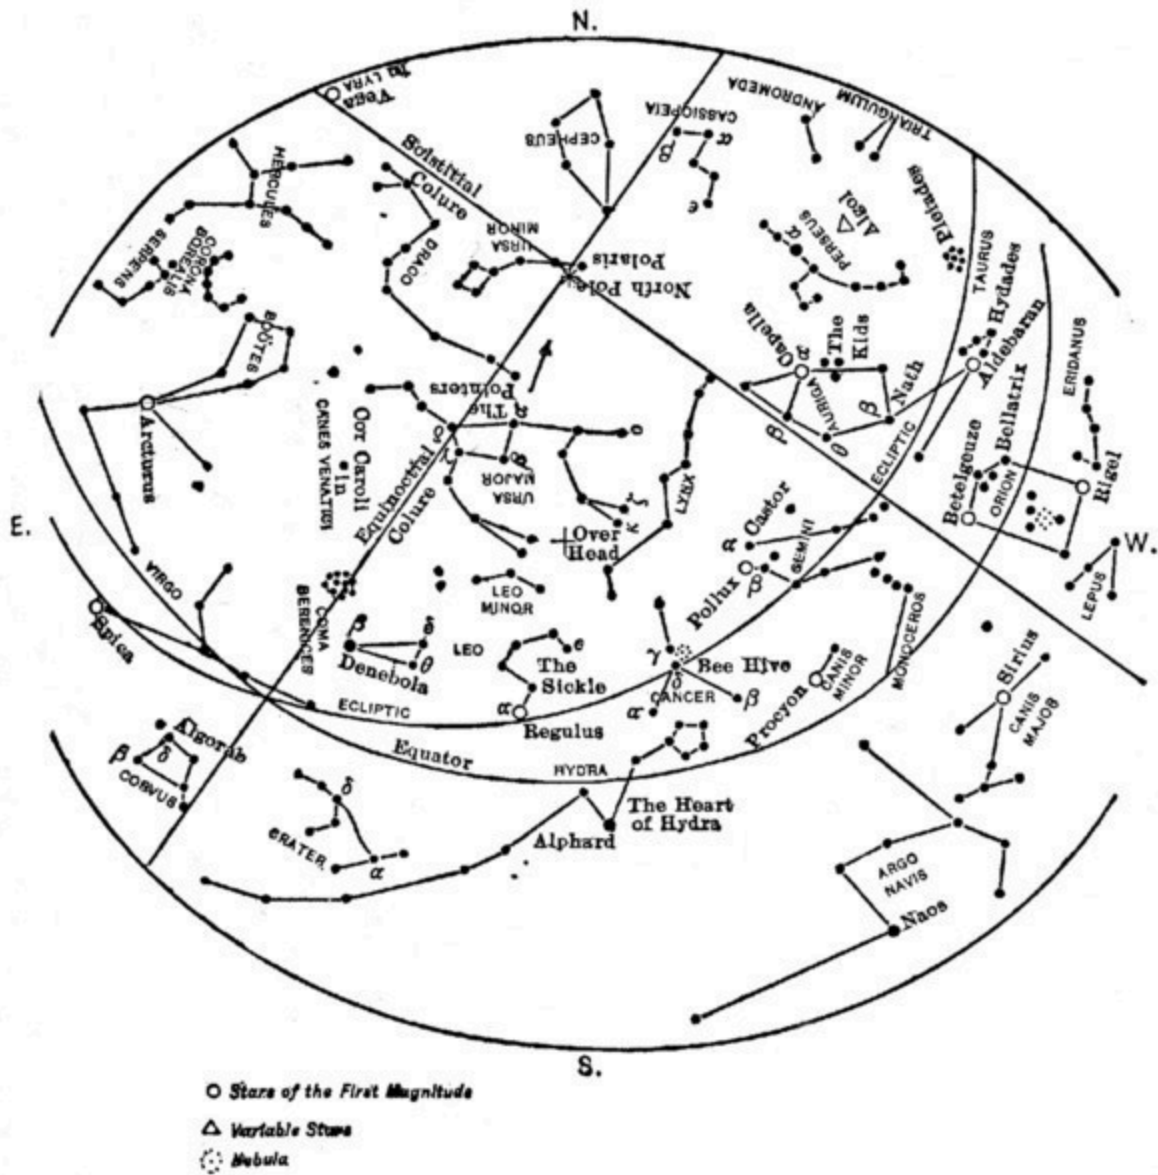 N.
In LYRA
Vega
Solstitial
Colure
CEPHEUS
CASSIOPEIA
α
β
e
ANDROMEDA
TRIANGULUM
HERCULES
SERPENS
CORONA
BOREALIS
DRACO
URSA
MINOR
Polaris
North Pole
PERSEUS
α
Algol
Pleiades
TAURUS
Hydades
Aldebaran
ERIDANUS
BOÖTES
Arcturus
CANES VENATICI
Cor Caroli
in
The
Pointers
α
β
δ
o
URSA
MAJOR
ζ
κ
Equinoctial
Colure
LYNX
Capella
α
The
Kids
AURIGA
β
θ
β
Nath
ECLIPTIC
Bellatrix
Betelgeuze
ORION
Rigel
E.
W.
Over
Head
Castor
α
GEMINI
Pollux
β
LEPUS
VIRGO
Spica
COMA
BERENICES
LEO
MINOR
β
δ
θ
Denebola
LEO
e
The
Sickle
α
Regulus
γ
δ
Bee Hive
CANCER
α
β
Procyon
CANIS
MINOR
MONOCEROS
Sirius
CANIS
MAJOR
ECLIPTIC
Equator
HYDRA
Algorab
β
δ
CORVUS
δ
CRATER
α
Alphard
The Heart
of Hydra
ARGO
NAVIS
Naos
S.
Stars of the First Magnitude
Variable Stars
Nebula